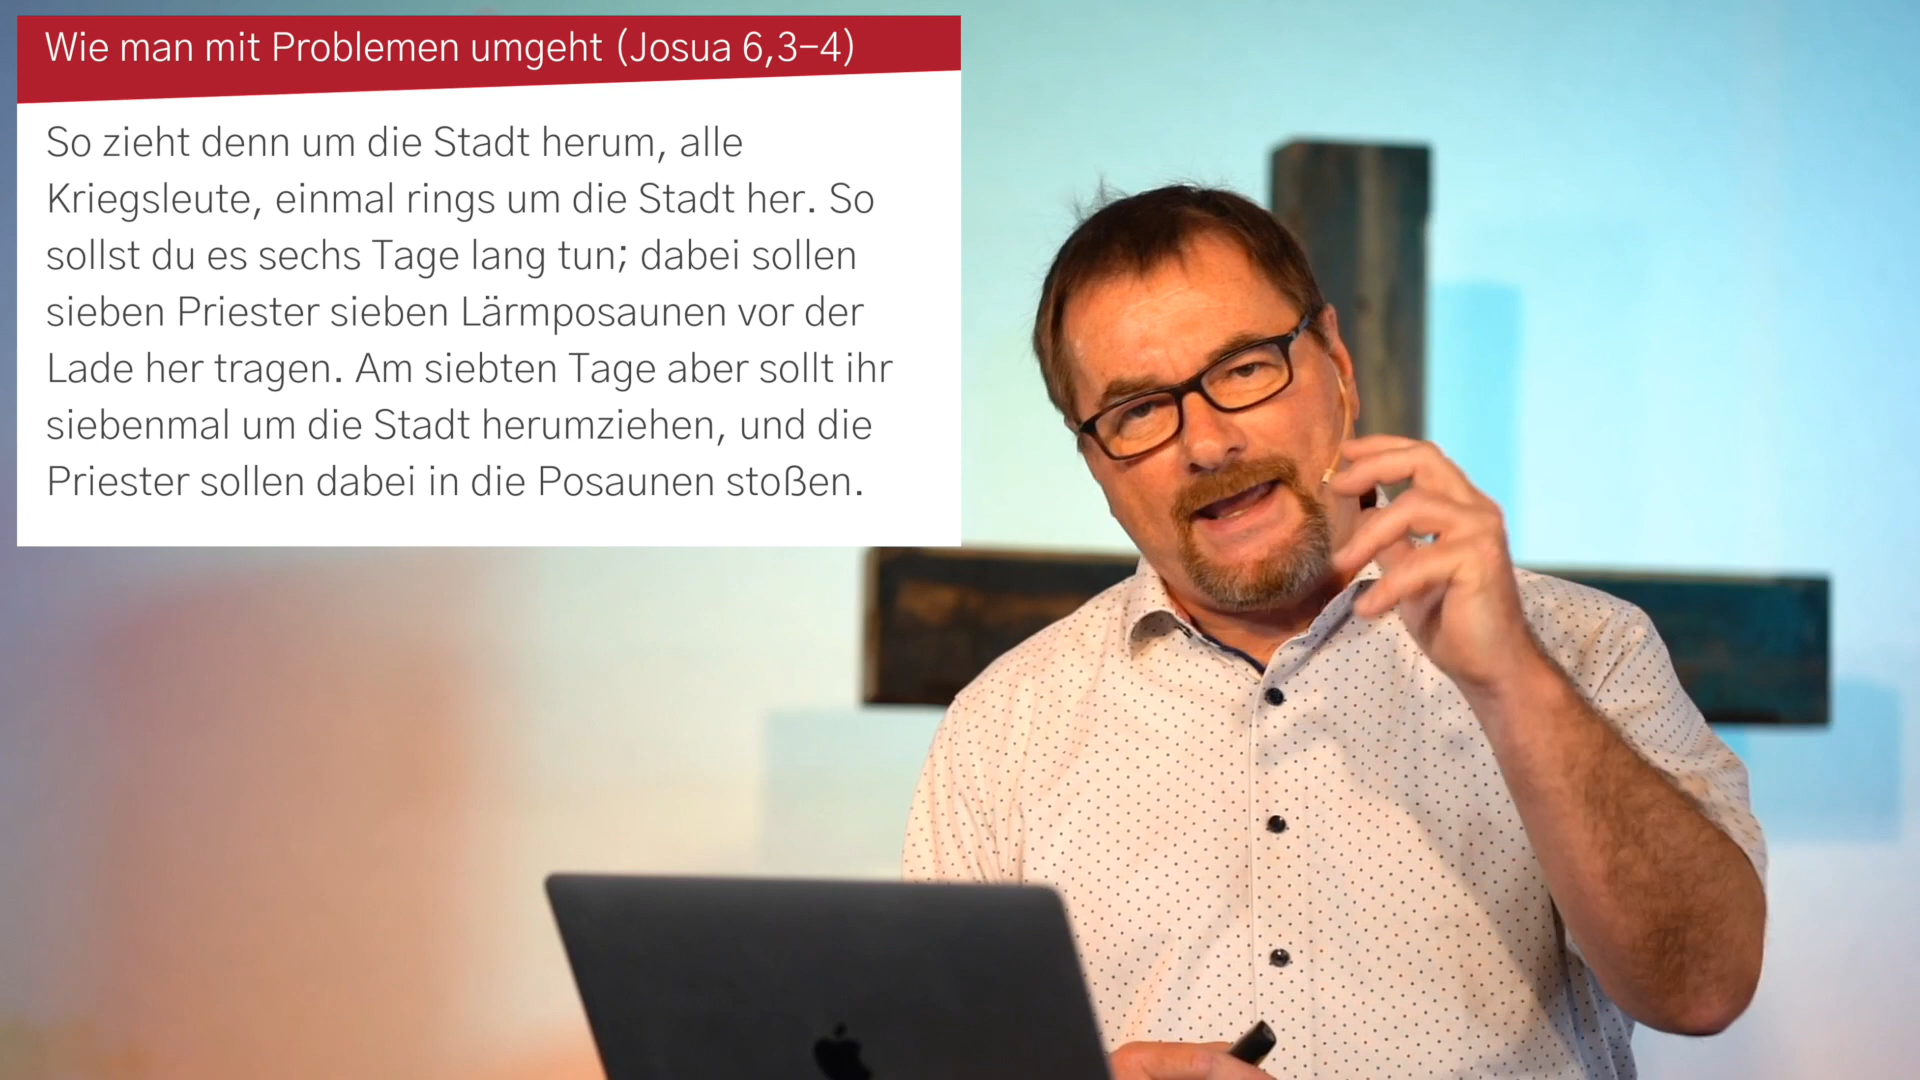 Wie man mit Problemen umgeht (Josua 6,3–4)
So zieht denn um die Stadt herum, alle
Kriegsleute, einmal rings um die Stadt her. So
sollst du es sechs Tage lang tun; dabei sollen
sieben Priester sieben Lärmposaunen vor der
Lade her tragen. Am siebten Tage aber sollt ihr
siebenmal um die Stadt herumziehen, und die
Priester sollen dabei in die Posaunen stoßen.